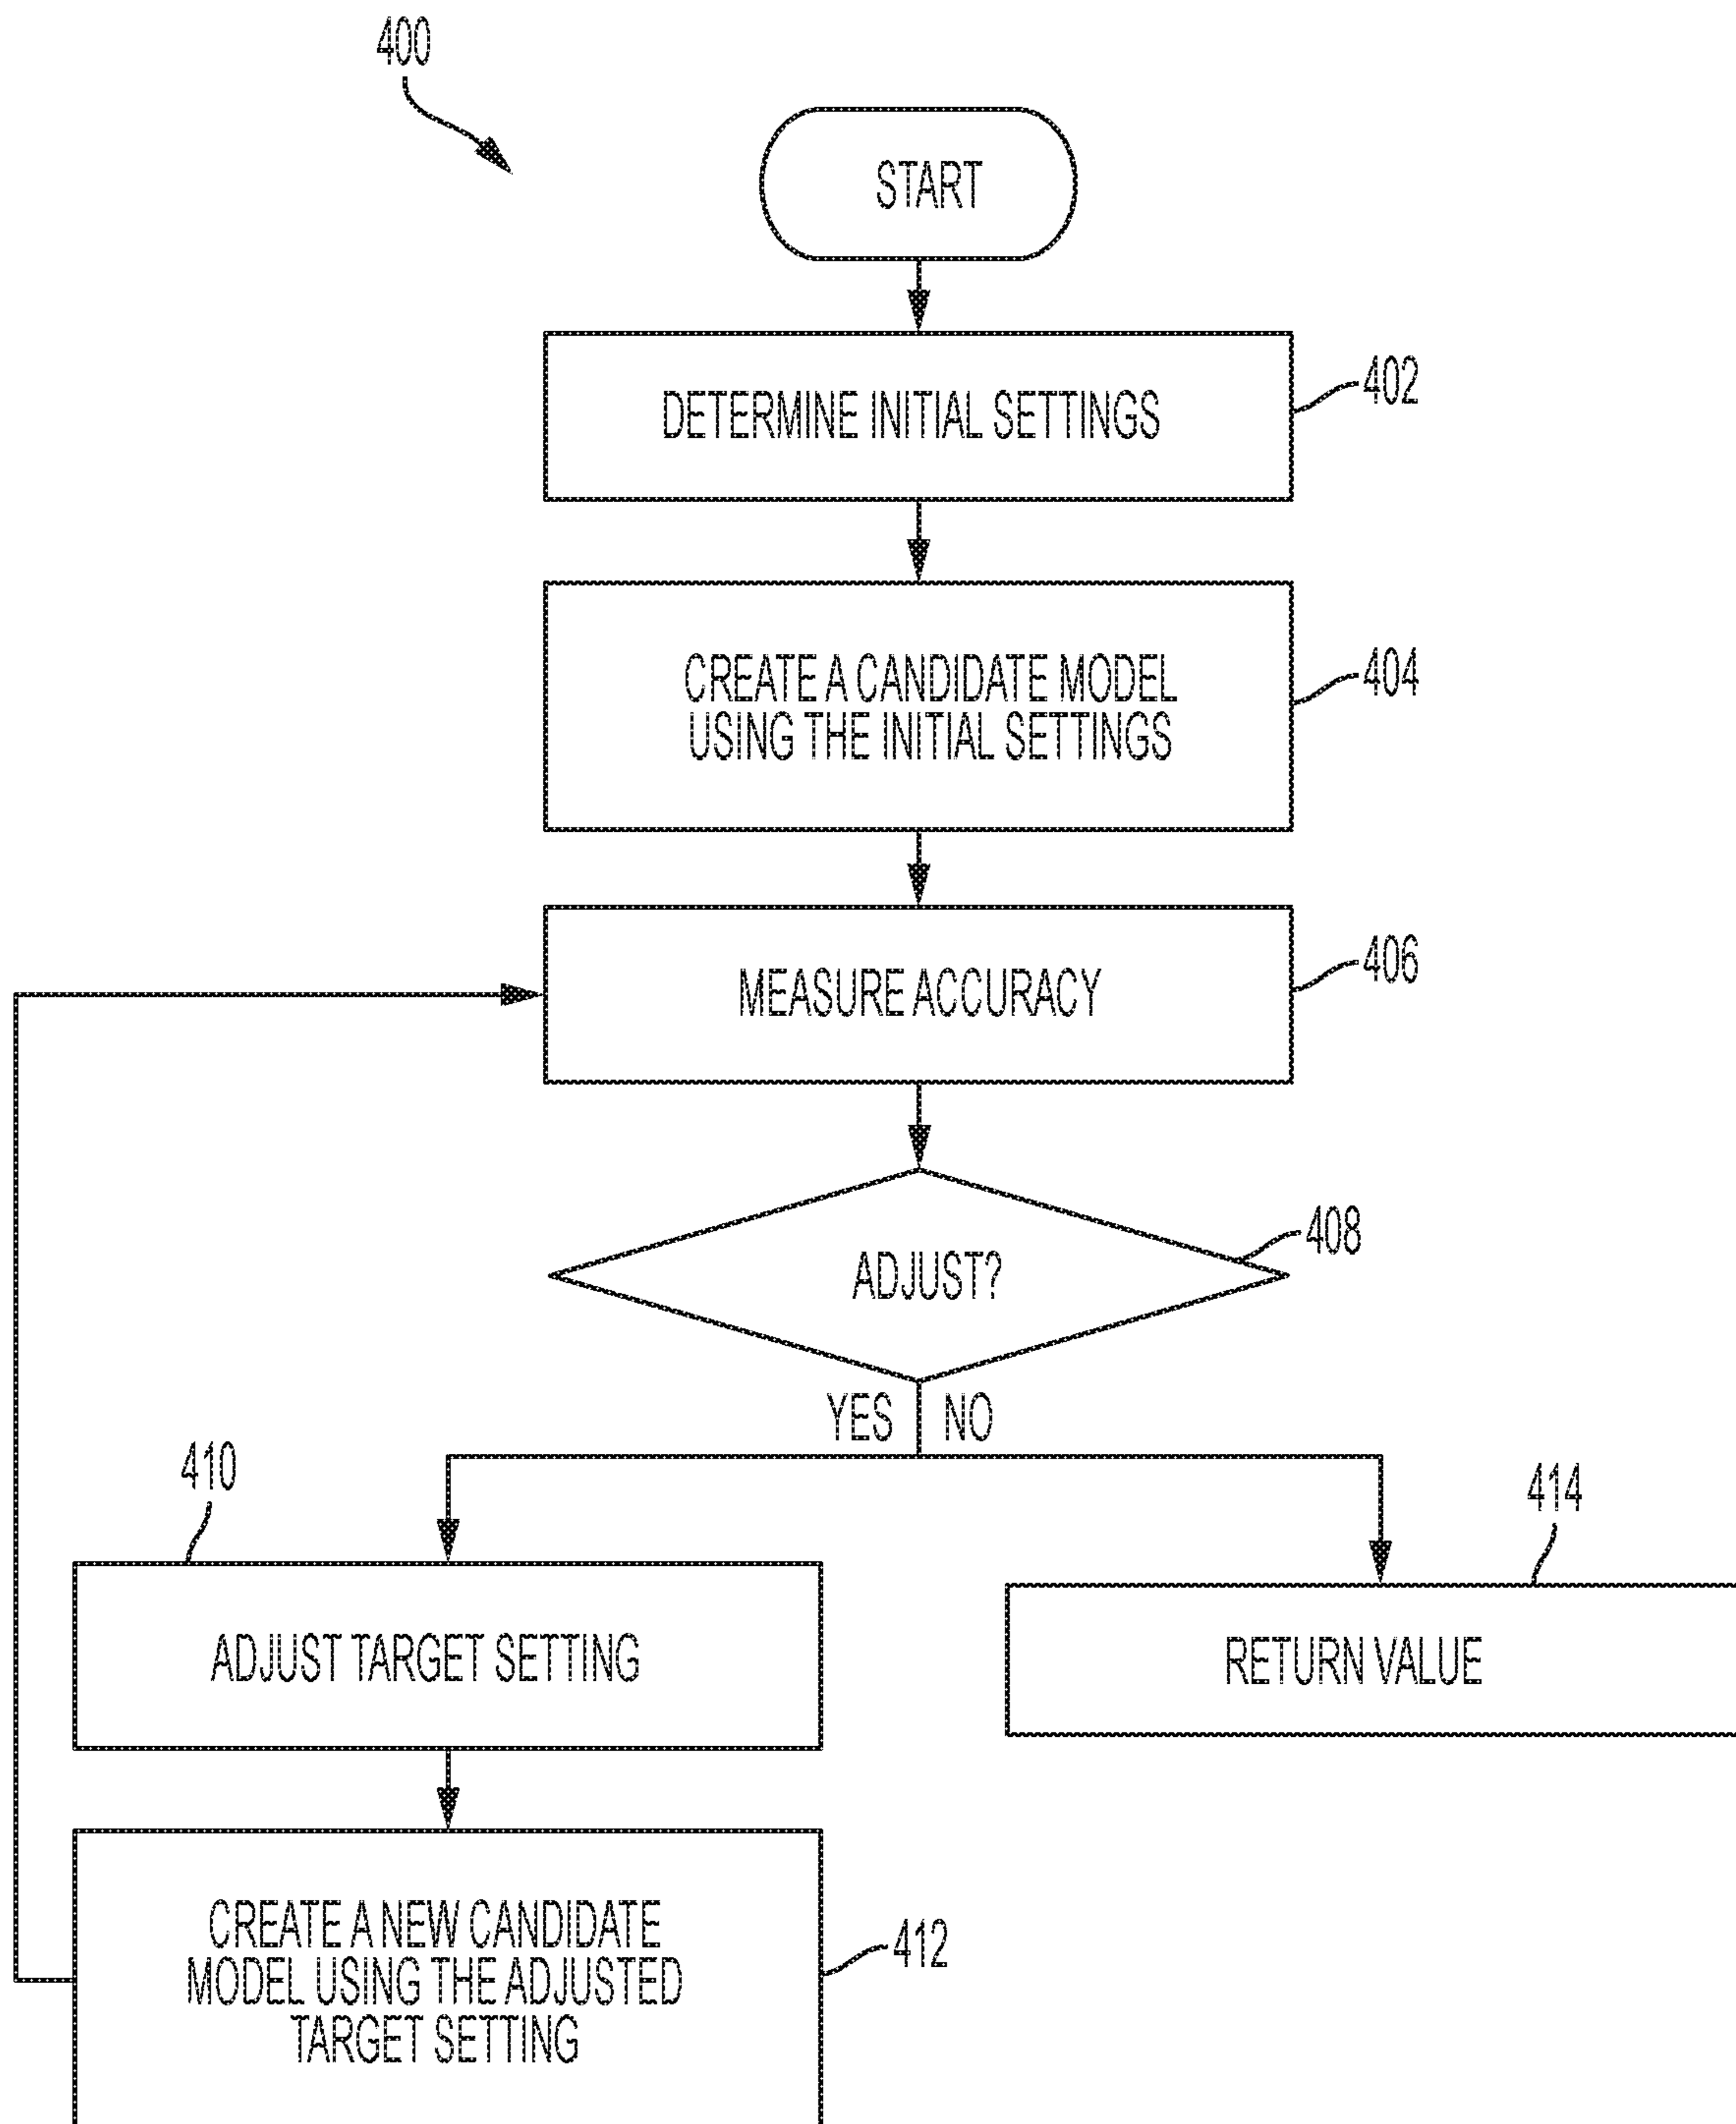 400
START
DETERMINE INITIAL SETTINGS
402
CREATE A CANDIDATE MODEL
USING THE INITIAL SETTINGS
404
MEASURE ACCURACY
406
ADJUST?
408
YES
NO
410
ADJUST TARGET SETTING
414
RETURN VALUE
CREATE A NEW CANDIDATE
MODEL USING THE ADJUSTED
TARGET SETTING
412